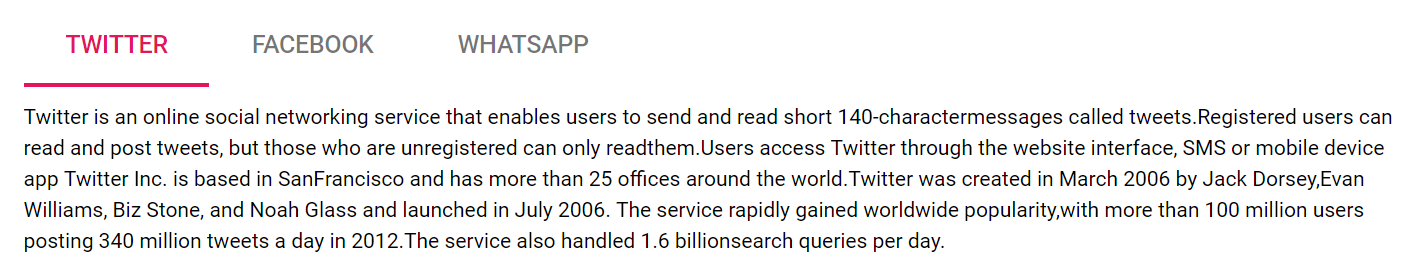 TWITTER FACEBOOK WHATSAPP
Twitter is an online social networking service that enables users to send and read short 140-charactermessages called tweets.Registered users can
read and post tweets, but those who are unregistered can only readthem.Users access Twitter through the website interface, SMS or mobile device
app Twitter Inc. is based in SanFrancisco and has more than 25 offices around the world.Twitter was created in March 2006 by Jack Dorsey,Evan
Williams, Biz Stone, and Noah Glass and launched in July 2006. The service rapidly gained worldwide popularity,with more than 100 million users
posting 340 million tweets a day in 2012.The service also handled 1.6 billionsearch queries per day.